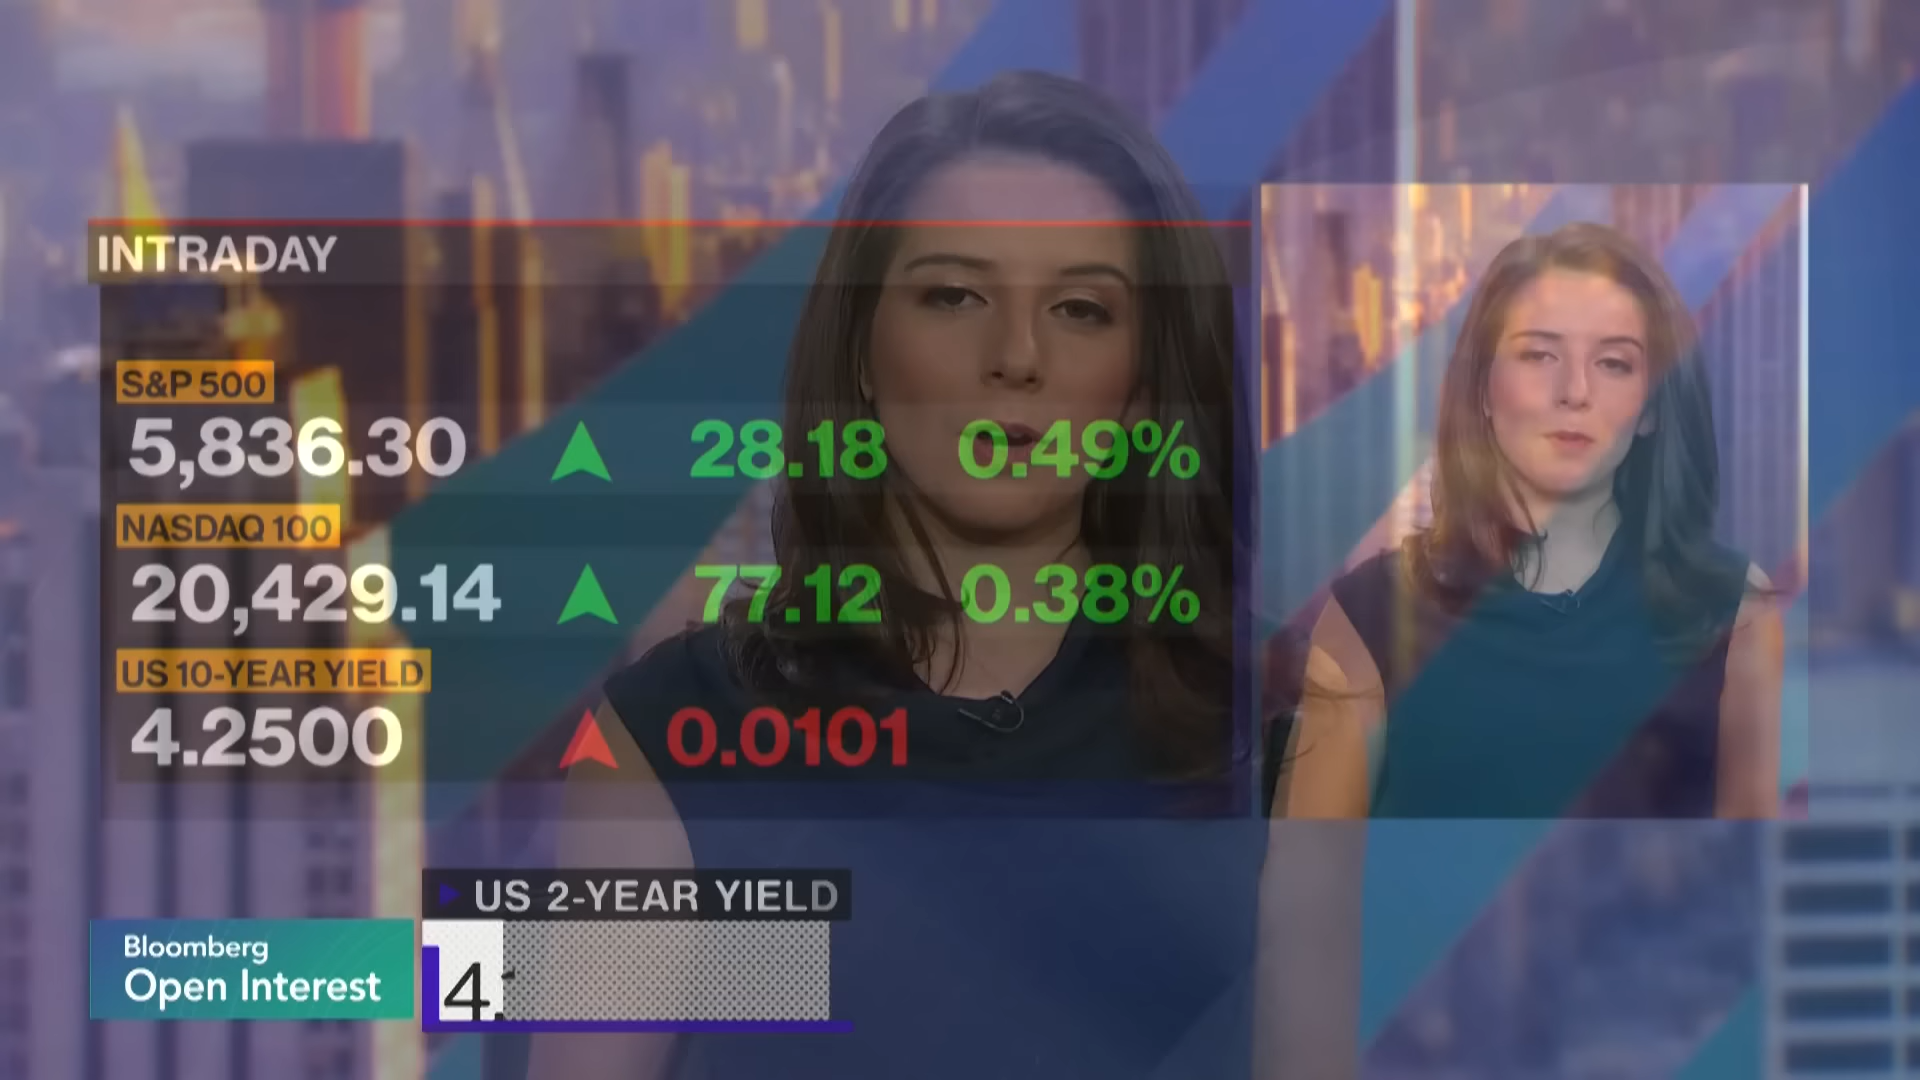 INTRADAY
S&P 500
5,836.30 28.18 0.49%
NASDAQ 100
20,429.14 77.12 0.38%
US 10-YEAR YIELD
4.2500 0.0101
US 2-YEAR YIELD
4.
Bloomberg
Open Interest